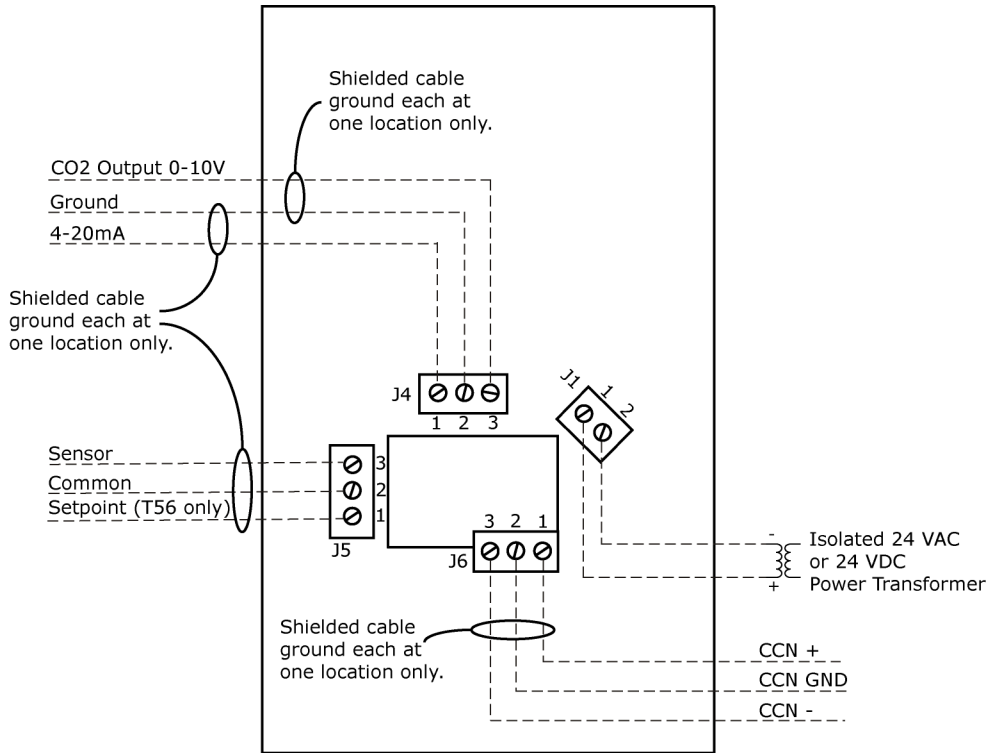 Shielded cable
ground each at
one location only.
CO2 Output 0-10V
Ground
4-20mA
Shielded cable
ground each at
one location only.
J4
1 2 3
J1
1
2
Sensor
Common
Setpoint (T56 only)
3
2
1
J5
3 2 1
J6
-
+
Isolated 24 VAC
or 24 VDC
Power Transformer
Shielded cable
ground each at
one location only.
CCN +
CCN GND
CCN -